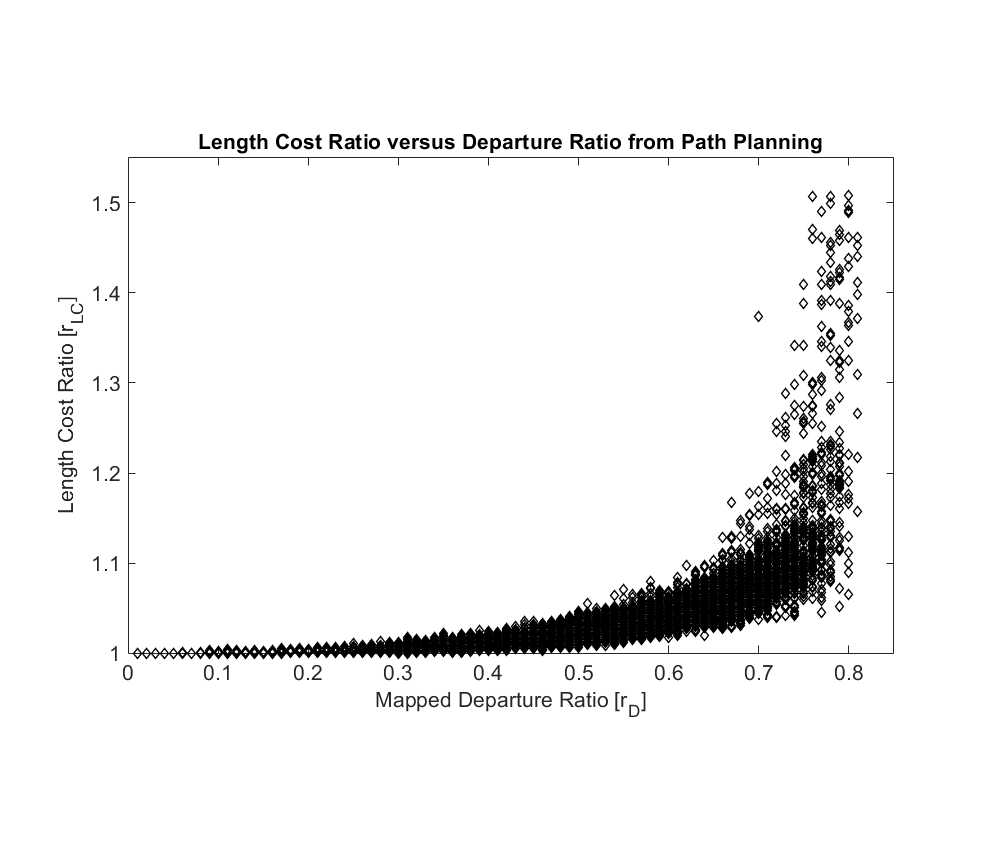 Length Cost Ratio versus Departure Ratio from Path Planning
1.5
1.4
1.3
1.2
1.1
1
Length Cost Ratio [r_LC]
0 0.1 0.2 0.3 0.4 0.5 0.6 0.7 0.8
Mapped Departure Ratio [r_D]